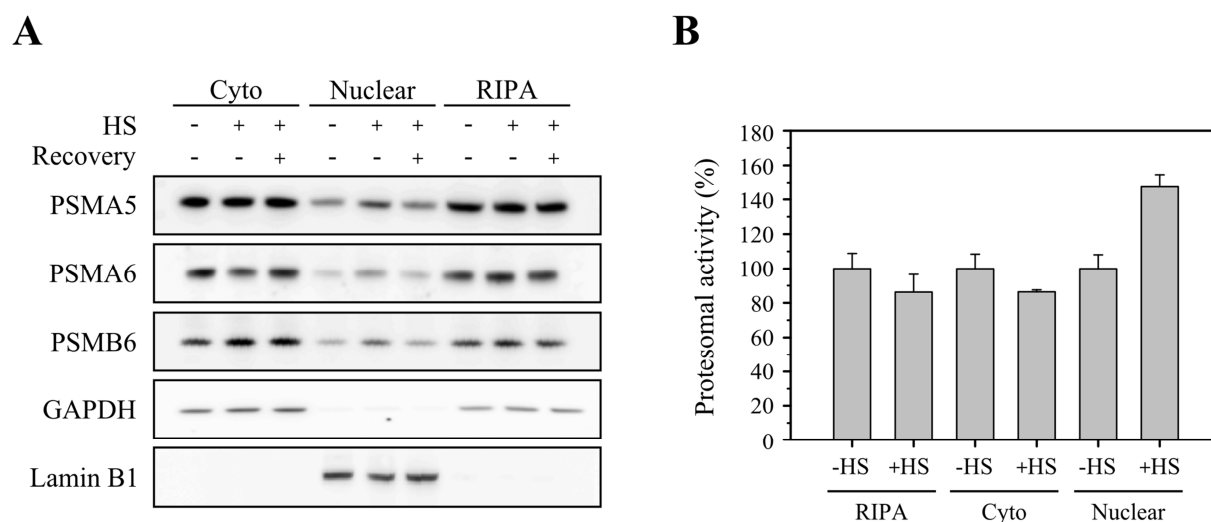 A
Cyto Nuclear RIPA
HS - + + - + + - + +
Recovery - - + - - + - - +
PSMA5
PSMA6
PSMB6
GAPDH
Lamin B1
B
Protesomal activity (%)
180
160
140
120
100
80
60
40
20
0
-HS +HS -HS +HS -HS +HS
RIPA Cyto Nuclear